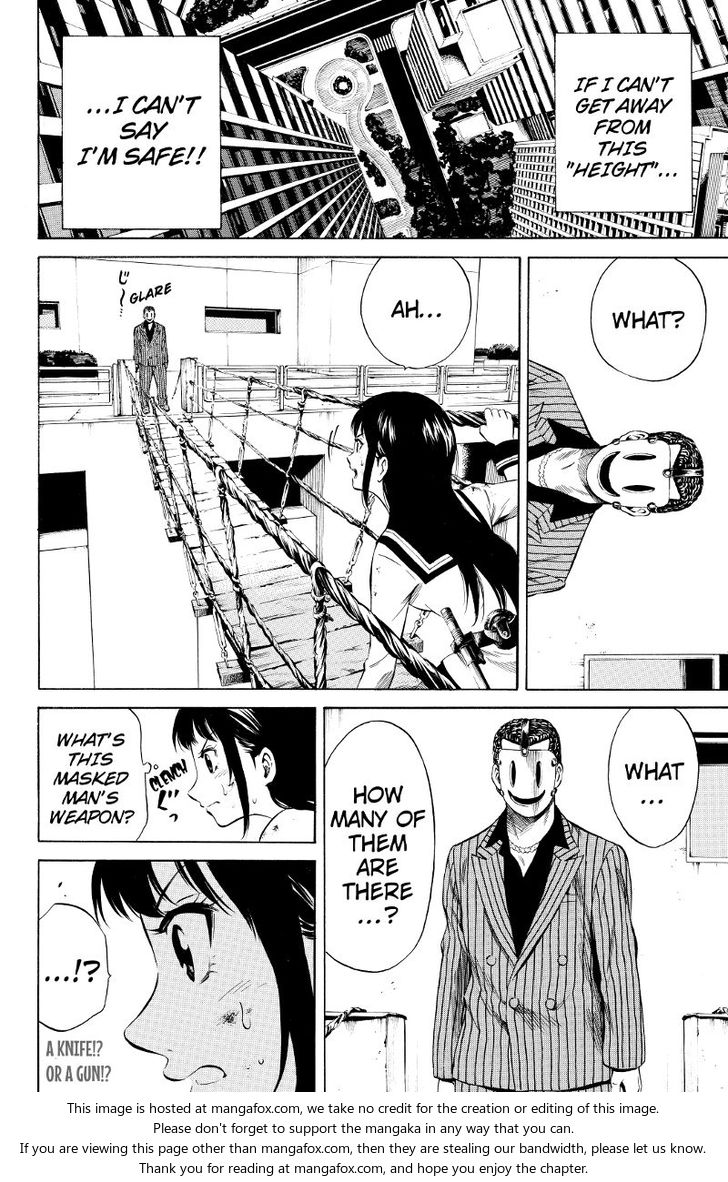 IF I CAN'T
GET AWAY
FROM
THIS
"HEIGHT"...
...I CAN'T
SAY
I'M SAFE!!
WHAT?
AH...
じ〜
GLARE
WHAT
...
HOW
MANY OF
THEM
ARE
THERE
...?
WHAT'S
THIS
MASKED
MAN'S
WEAPON?
CLENCH
グッ
...!?
A KNIFE!?
OR A GUN!?
This image is hosted at mangafox.com, we take no credit for the creation or editing of this image.
Please don't forget to support the mangaka in any way that you can.
If you are viewing this page other than mangafox.com, then they are stealing our bandwidth, please let us know.
Thank you for reading at mangafox.com, and hope you enjoy the chapter.